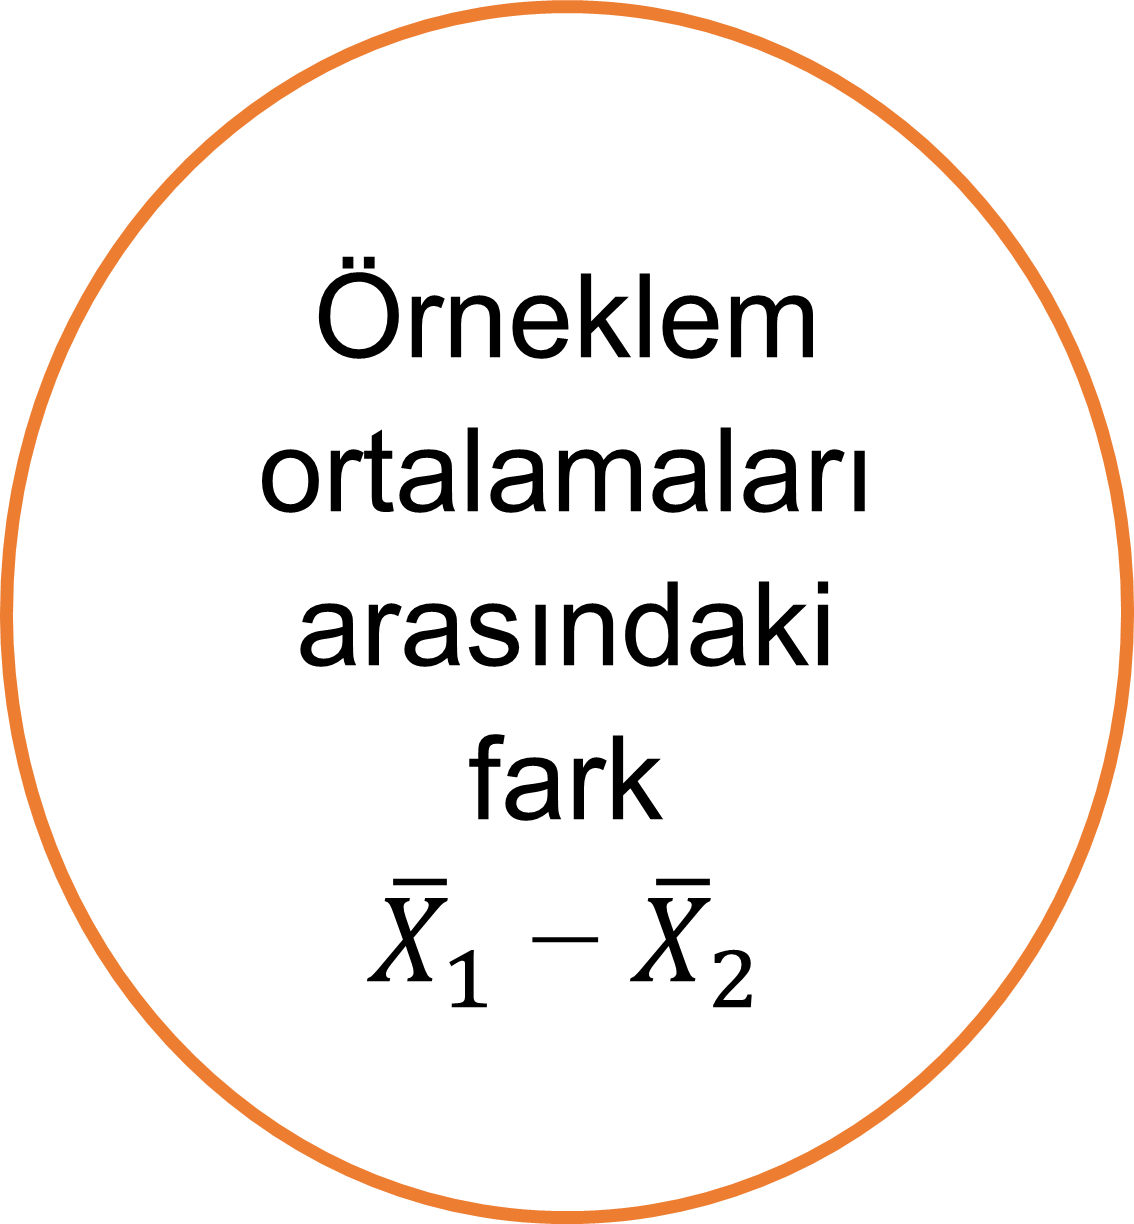 Örneklem
ortalamaları
arasındaki
fark
X̅₁ − X̅₂